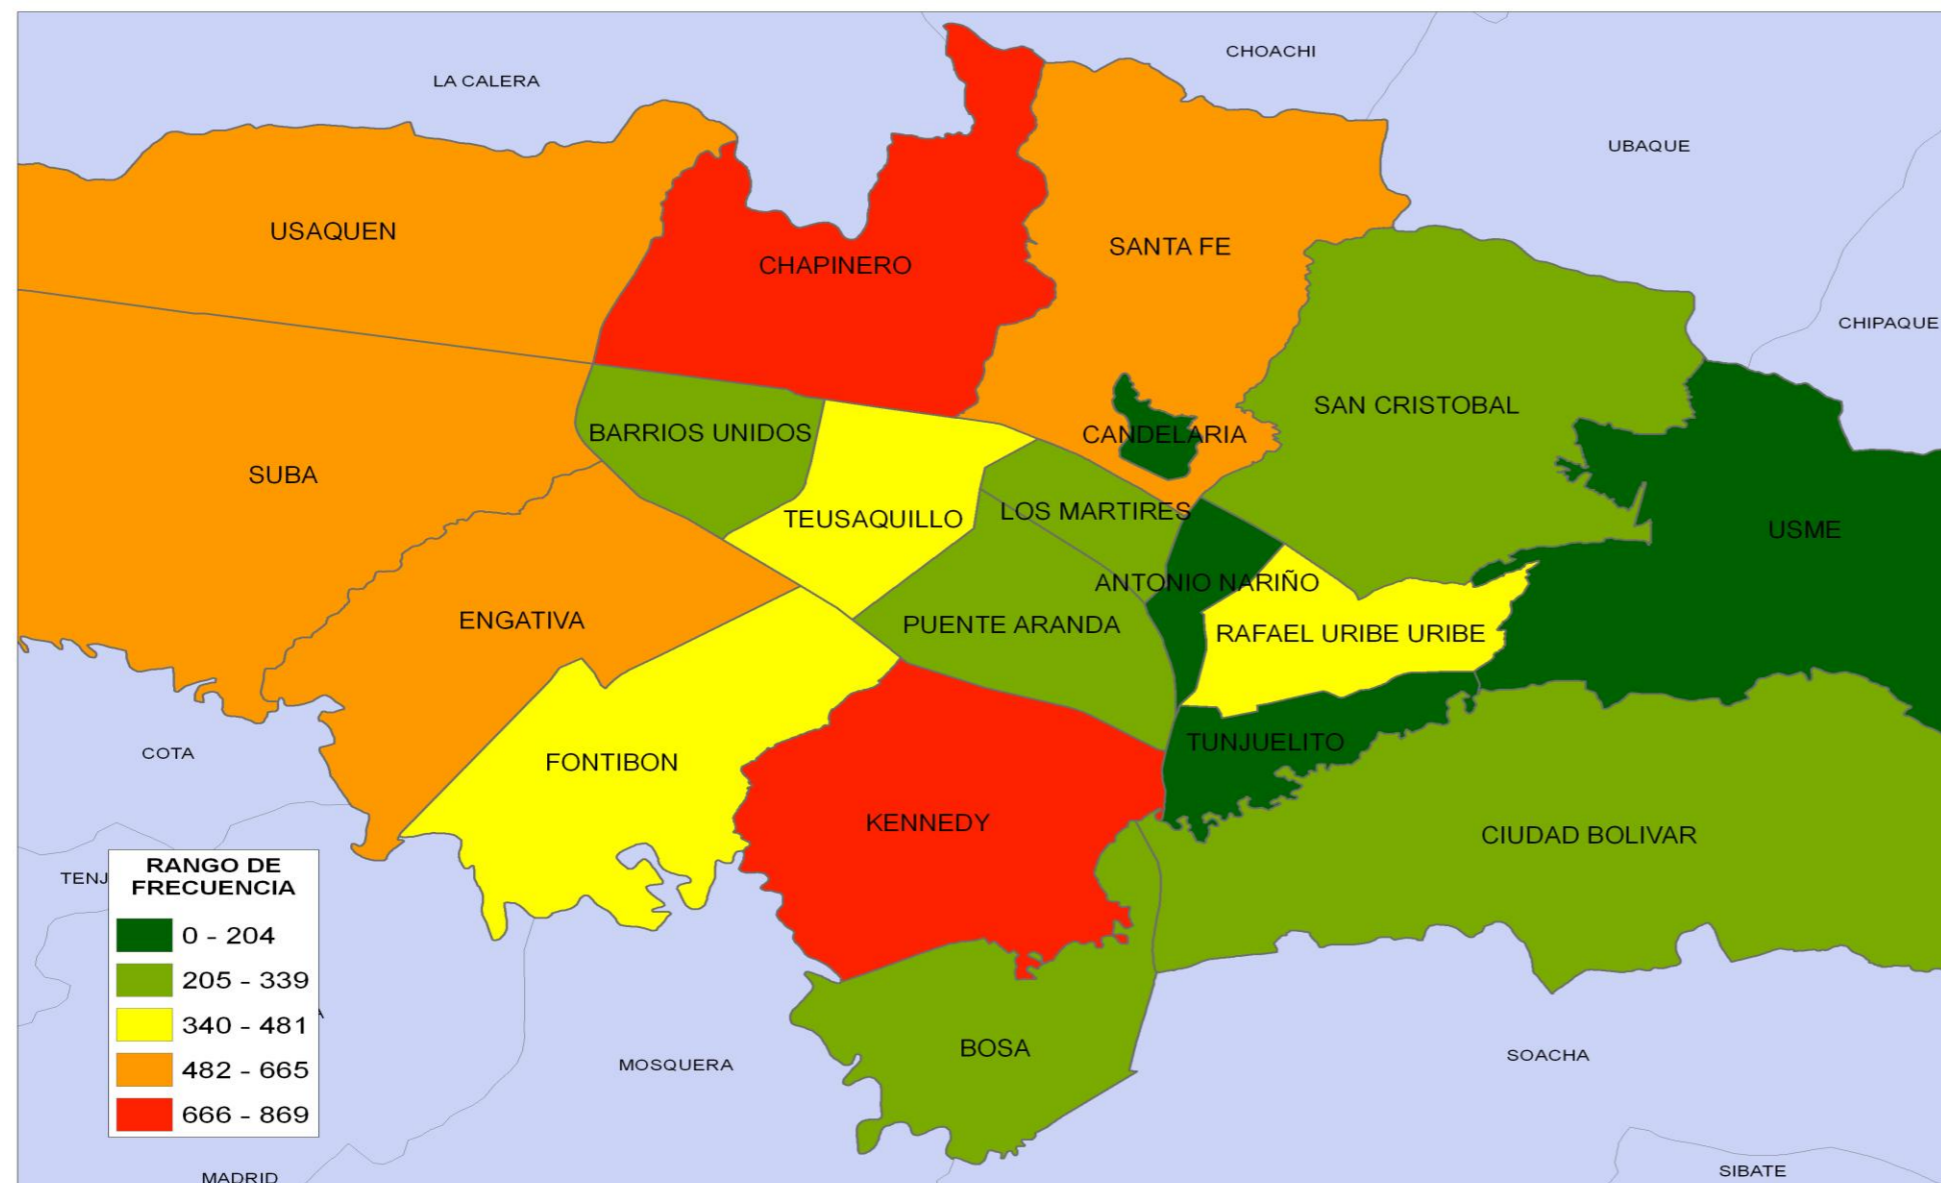 CHOACHI
LA CALERA
UBAQUE
USAQUEN
SANTA FE
CHAPINERO
CHIPAQUE
SAN CRISTOBAL
BARRIOS UNIDOS
CANDELARIA
SUBA
LOS MARTIRES
TEUSAQUILLO
USME
ANTONIO NARIÑO
ENGATIVA
PUENTE ARANDA
RAFAEL URIBE URIBE
TUNJUELITO
COTA
FONTIBON
KENNEDY
CIUDAD BOLIVAR
TENJ
RANGO DE
FRECUENCIA
0 - 204
205 - 339
340 - 481
482 - 665
666 - 869
BOSA
SOACHA
MOSQUERA
SIBATE
MADRID